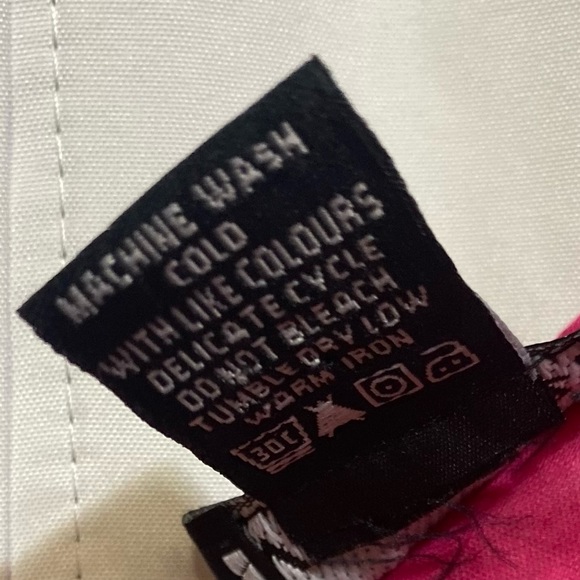 MACHINE WASH
COLD
WITH LIKE COLOURS
DELICATE CYCLE
DO NOT BLEACH
TUMBLE DRY LOW
WARM IRON
30C